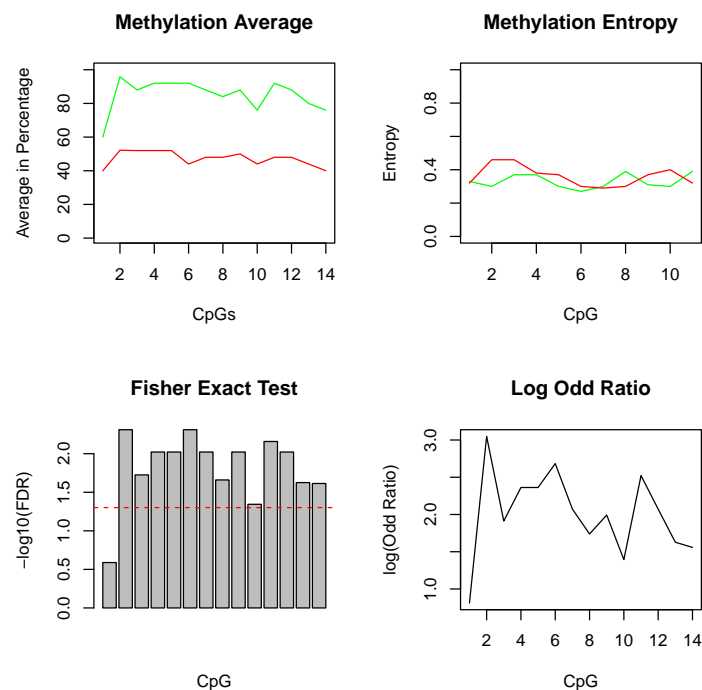 Methylation Average
Average in Percentage
0 20 40 60 80
2 4 6 8 10 12 14
CpGs
Methylation Entropy
Entropy
0.0 0.4 0.8
2 4 6 8 10
CpG
Fisher Exact Test
−log10(FDR)
0.0 0.5 1.0 1.5 2.0
CpG
Log Odd Ratio
log(Odd Ratio)
1.0 2.0 3.0
2 4 6 8 10 12 14
CpG